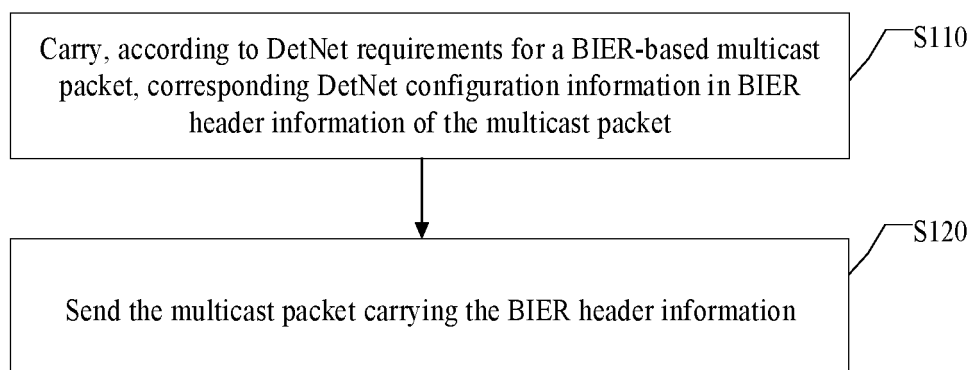 Carry, according to DetNet requirements for a BIER-based multicast
packet, corresponding DetNet configuration information in BIER
header information of the multicast packet
S110
Send the multicast packet carrying the BIER header information
S120